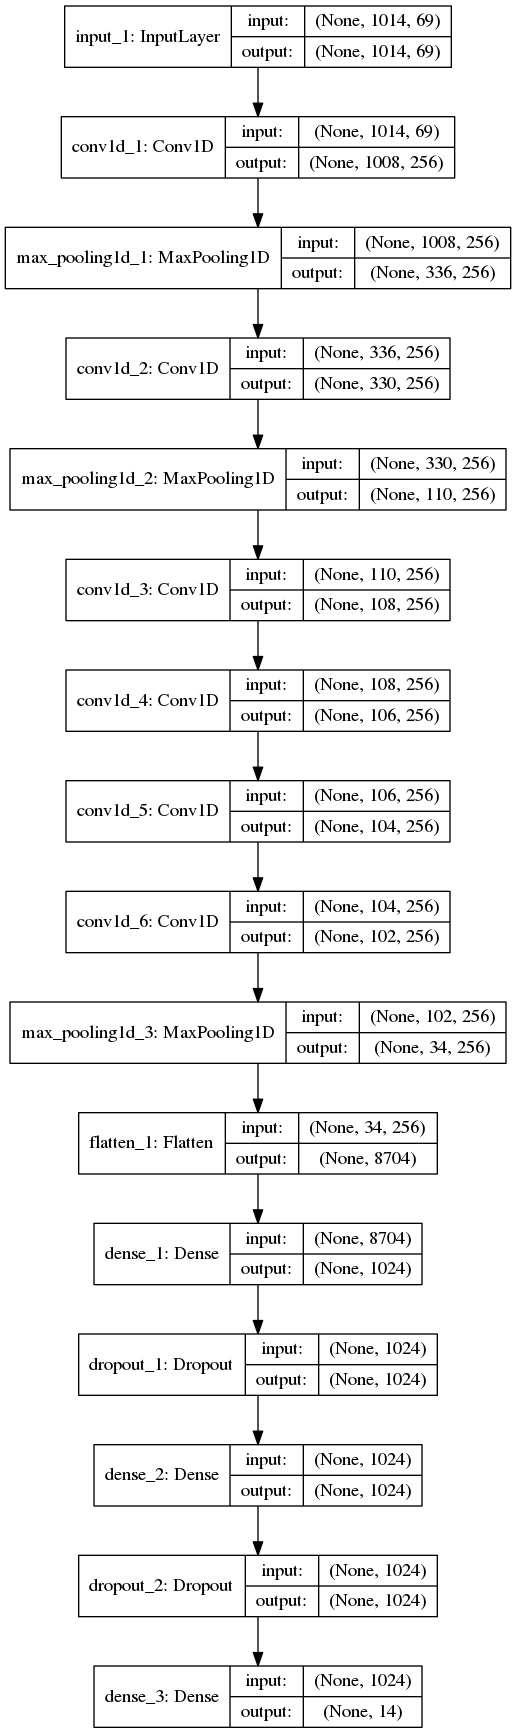 input_1: InputLayer
input: (None, 1014, 69)
output: (None, 1014, 69)
conv1d_1: Conv1D
input: (None, 1014, 69)
output: (None, 1008, 256)
max_pooling1d_1: MaxPooling1D
input: (None, 1008, 256)
output: (None, 336, 256)
conv1d_2: Conv1D
input: (None, 336, 256)
output: (None, 330, 256)
max_pooling1d_2: MaxPooling1D
input: (None, 330, 256)
output: (None, 110, 256)
conv1d_3: Conv1D
input: (None, 110, 256)
output: (None, 108, 256)
conv1d_4: Conv1D
input: (None, 108, 256)
output: (None, 106, 256)
conv1d_5: Conv1D
input: (None, 106, 256)
output: (None, 104, 256)
conv1d_6: Conv1D
input: (None, 104, 256)
output: (None, 102, 256)
max_pooling1d_3: MaxPooling1D
input: (None, 102, 256)
output: (None, 34, 256)
flatten_1: Flatten
input: (None, 34, 256)
output: (None, 8704)
dense_1: Dense
input: (None, 8704)
output: (None, 1024)
dropout_1: Dropout
input: (None, 1024)
output: (None, 1024)
dense_2: Dense
input: (None, 1024)
output: (None, 1024)
dropout_2: Dropout
input: (None, 1024)
output: (None, 1024)
dense_3: Dense
input: (None, 1024)
output: (None, 14)